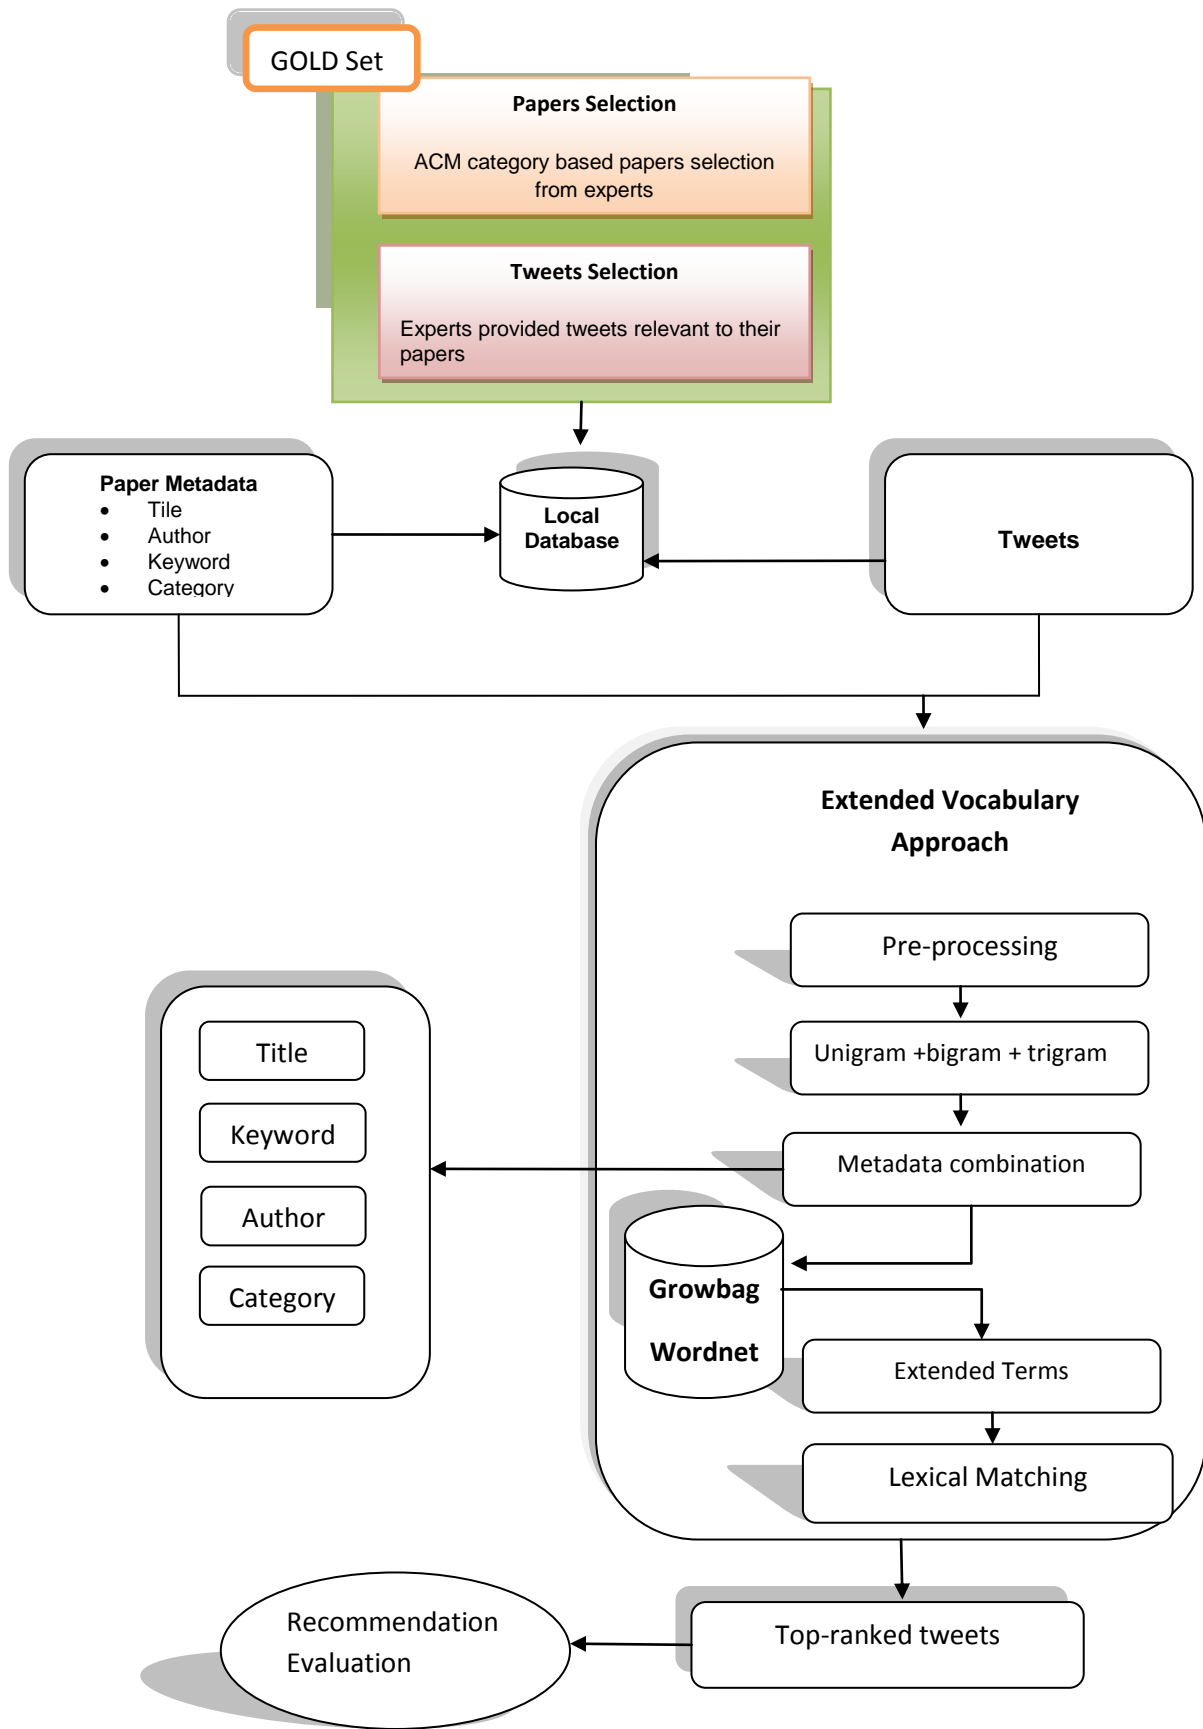 GOLD Set
Papers Selection
ACM category based papers selection
from experts
Tweets Selection
Experts provided tweets relevant to their
papers
Paper Metadata
• Tile
• Author
• Keyword
• Category
Local
Database
Tweets
Extended Vocabulary
Approach
Pre-processing
Unigram +bigram + trigram
Metadata combination
Title
Keyword
Author
Category
Growbag
Wordnet
Extended Terms
Lexical Matching
Top-ranked tweets
Recommendation
Evaluation